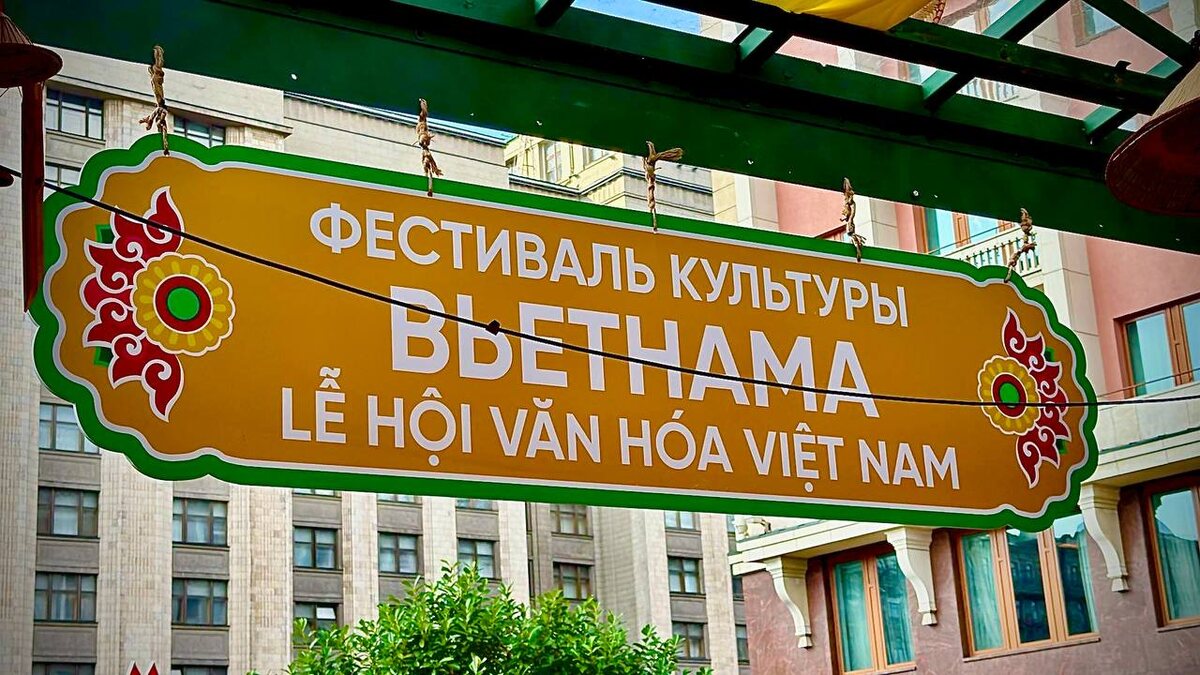 ФЕСТИВАЛЬ КУЛЬТУРЫ
ВЬЕТНАМА
LỄ HỘI VĂN HÓA VIỆT NAM